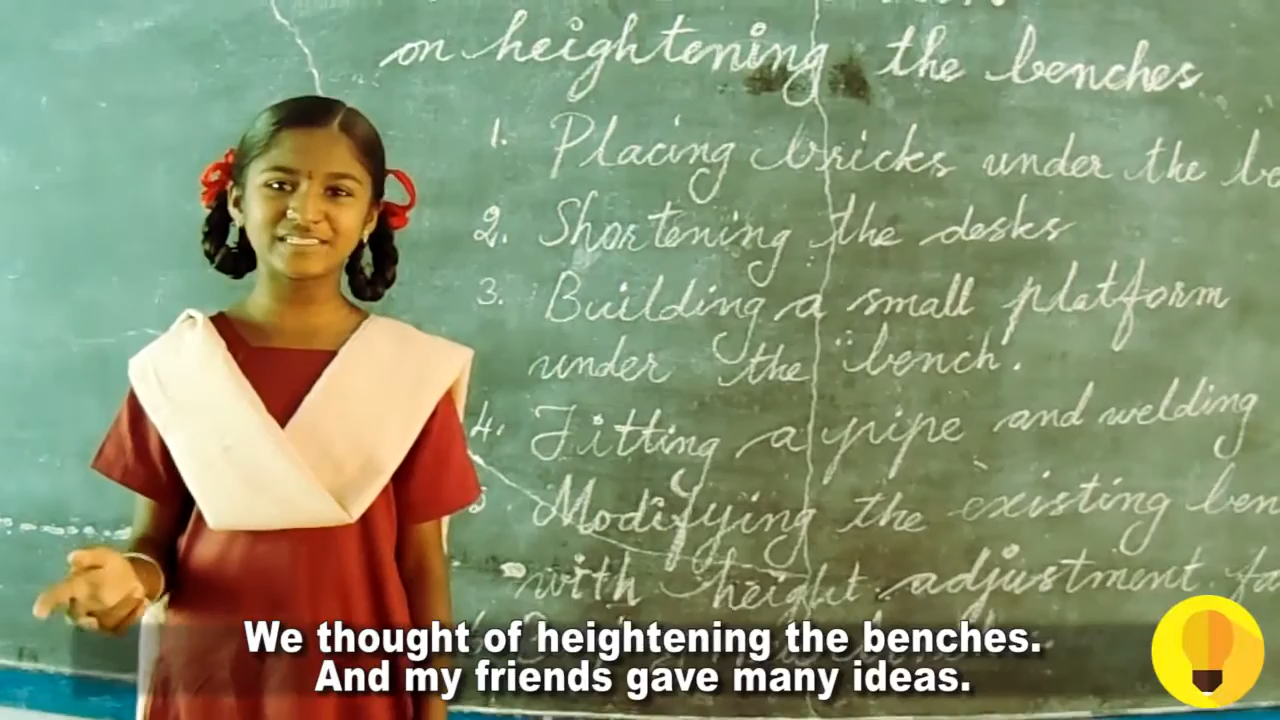 on heightening the benches
1. Placing bricks under the
2. Shortening the desks
3. Building a small platform
under the bench.
4. Fitting a pipe and welding
Modifying the existing ben
with height adjustment fa
We thought of heightening the benches.
And my friends gave many ideas.